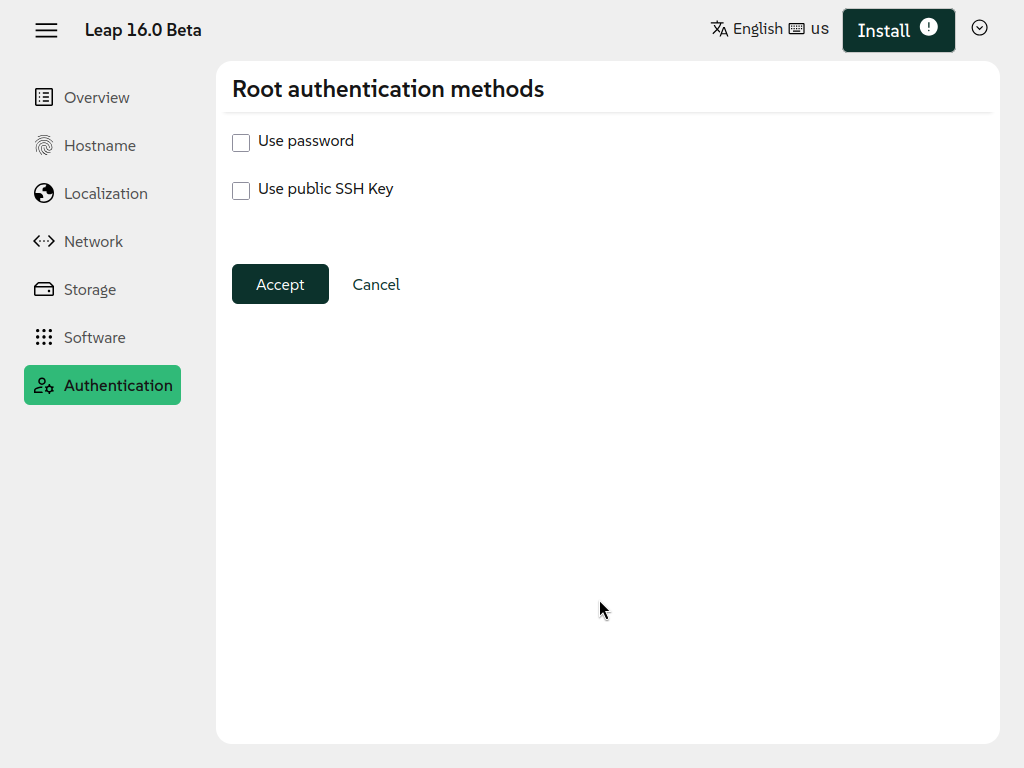 Leap 16.0 Beta
English us
Install !
Overview
Hostname
Localization
Network
Storage
Software
Authentication
Root authentication methods
Use password
Use public SSH Key
Accept Cancel